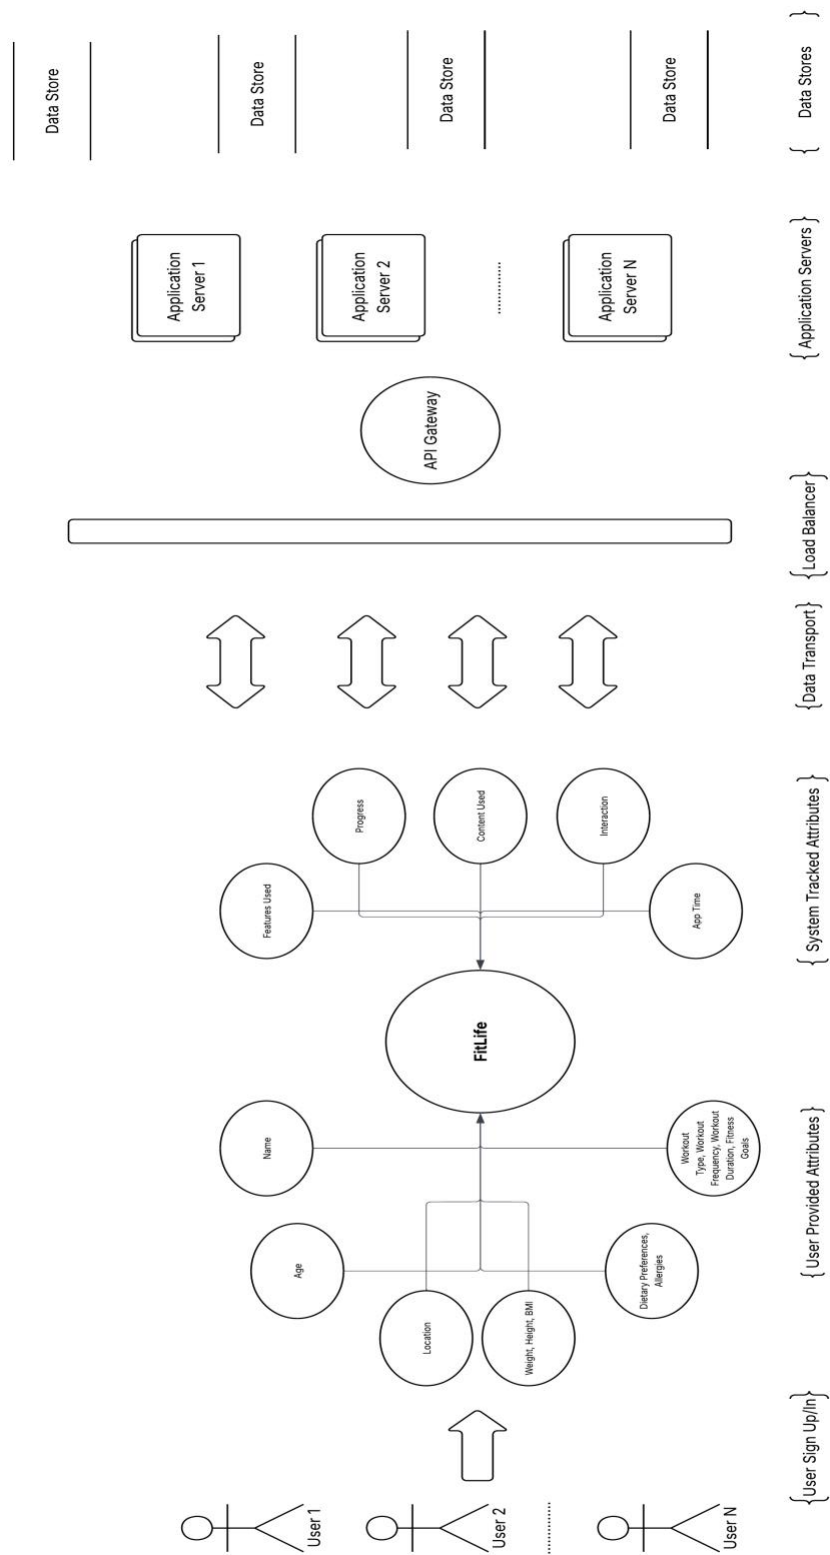 User 1
User 2
User N
{User Sign Up/In}
Age
Location
Weight, Height, BMI
Dietary Preferences,
Allergies
Name
Workout
Type, Workout
Frequency, Workout
Duration, Fitness
Goals
{User Provided Attributes}
FitLife
Features Used
Progress
Content Used
Interaction
App Time
{System Tracked Attributes}
{Data Transport}
{Load Balancer}
API Gateway
Application
Server 1
Application
Server 2
Application
Server N
{Application Servers}
Data Store
Data Store
Data Store
Data Store
{ Data Stores }